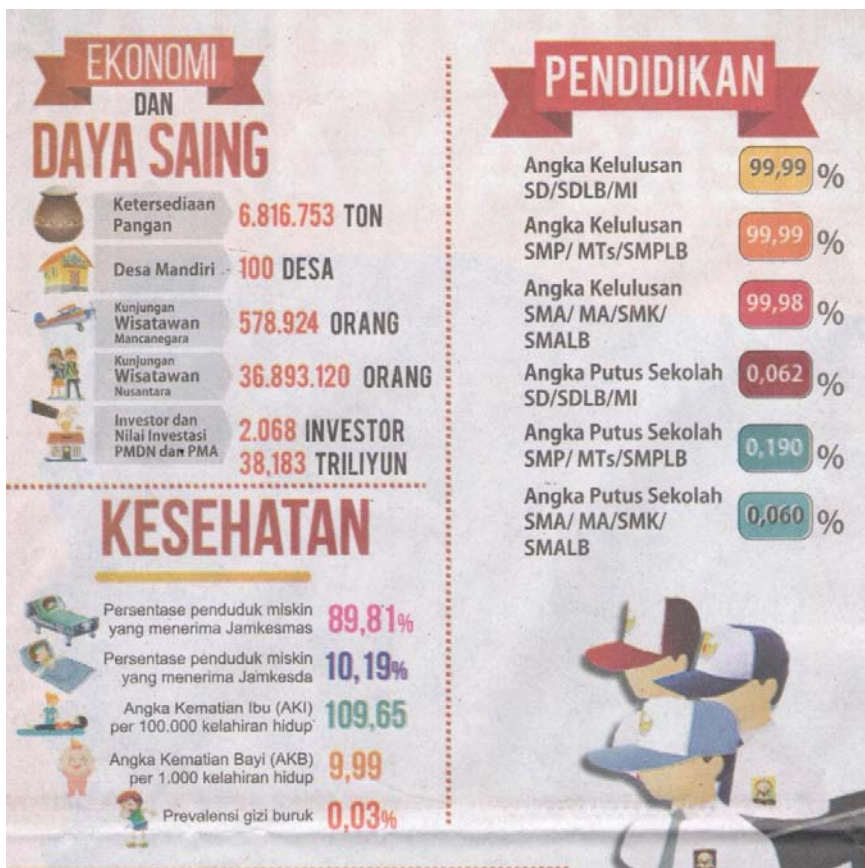 EKONOMI
DAN
DAYA SAING
Ketersediaan
Pangan
6.816.753 TON
Desa Mandiri
100 DESA
Kunjungan
Wisatawan
Mancanegara
578.924 ORANG
Kunjungan
Wisatawan
Nusantara
36.893.120 ORANG
Investor dan
Nilai Investasi
PMDN dan PMA
2.068 INVESTOR
38,183 TRILIYUN
KESEHATAN
Persentase penduduk miskin
yang menerima Jamkesmas
89,81%
Persentase penduduk miskin
yang menerima Jamkesda
10,19%
Angka Kematian Ibu (AKI)
per 100.000 kelahiran hidup
109,65
Angka Kematian Bayi (AKB)
per 1.000 kelahiran hidup
9,99
Prevalensi gizi buruk
0,03%
PENDIDIKAN
Angka Kelulusan
SD/SDLB/MI
99,99 %
Angka Kelulusan
SMP/ MTs/SMPLB
99,99 %
Angka Kelulusan
SMA/ MA/SMK/
SMALB
99,98 %
Angka Putus Sekolah
SD/SDLB/MI
0,062 %
Angka Putus Sekolah
SMP/ MTs/SMPLB
0,190 %
Angka Putus Sekolah
SMA/ MA/SMK/
SMALB
0,060 %